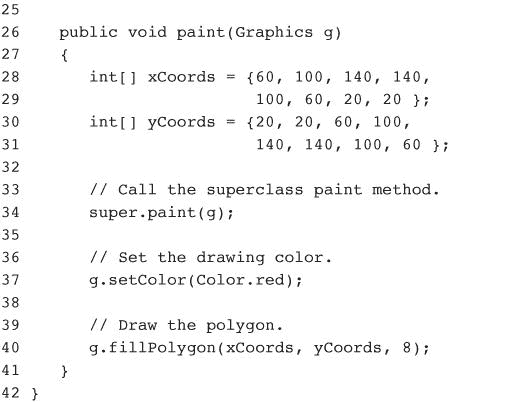 25
26    public void paint(Graphics g)
27    {
28       int[] xCoords = {60, 100, 140, 140,
29                        100, 60, 20, 20 };
30       int[] yCoords = {20, 20, 60, 100,
31                        140, 140, 100, 60 };
32
33       // Call the superclass paint method.
34       super.paint(g);
35
36       // Set the drawing color.
37       g.setColor(Color.red);
38
39       // Draw the polygon.
40       g.fillPolygon(xCoords, yCoords, 8);
41    }
42 }